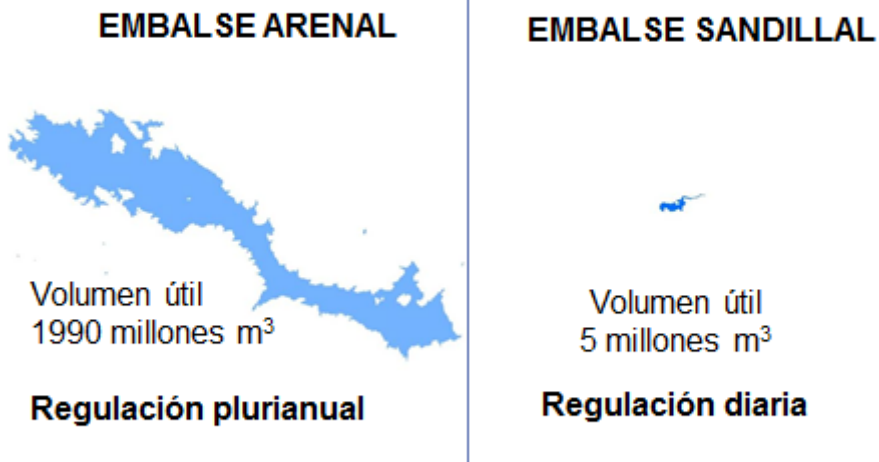 EMBALSE ARENAL
Volumen útil
1990 millones m³
Regulación plurianual
EMBALSE SANDILLAL
Volumen útil
5 millones m³
Regulación diaria